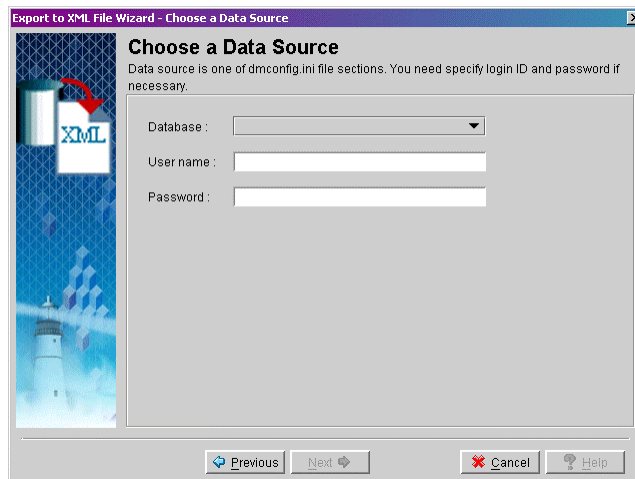 Export to XML File Wizard - Choose a Data Source
Choose a Data Source
Data source is one of dmconfig.ini file sections. You need specify login ID and password if
necessary.
XML
Database :
User name :
Password :
Previous
Next
Cancel
Help